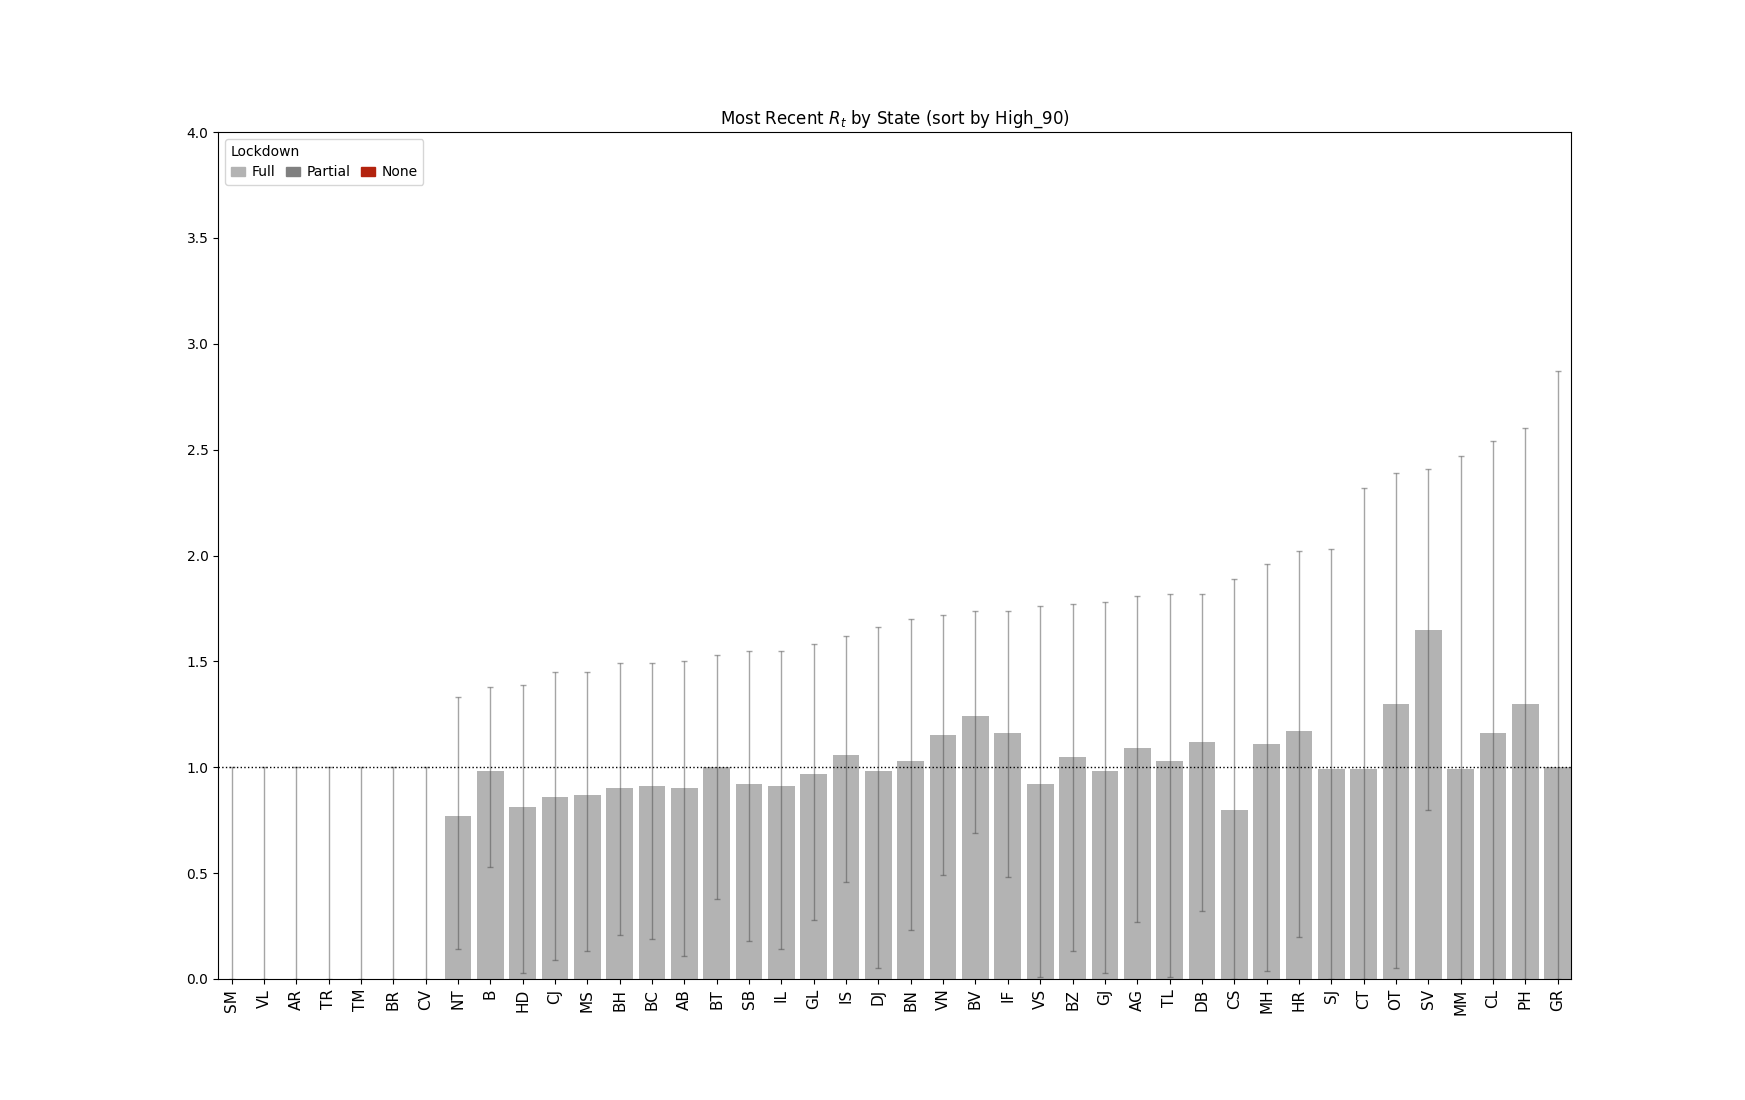 Most Recent R_t by State (sort by High_90)
4.0
Lockdown
Full Partial None
3.5
3.0
2.5
2.0
1.5
1.0
0.5
0.0
SM VL AR TR TM BR CV NT B HD CJ MS BH BC AB BT SB IL GL IS DJ BN VN BV IF VS BZ GJ AG TL DB CS MH HR SJ CT OT SV MM CL PH GR